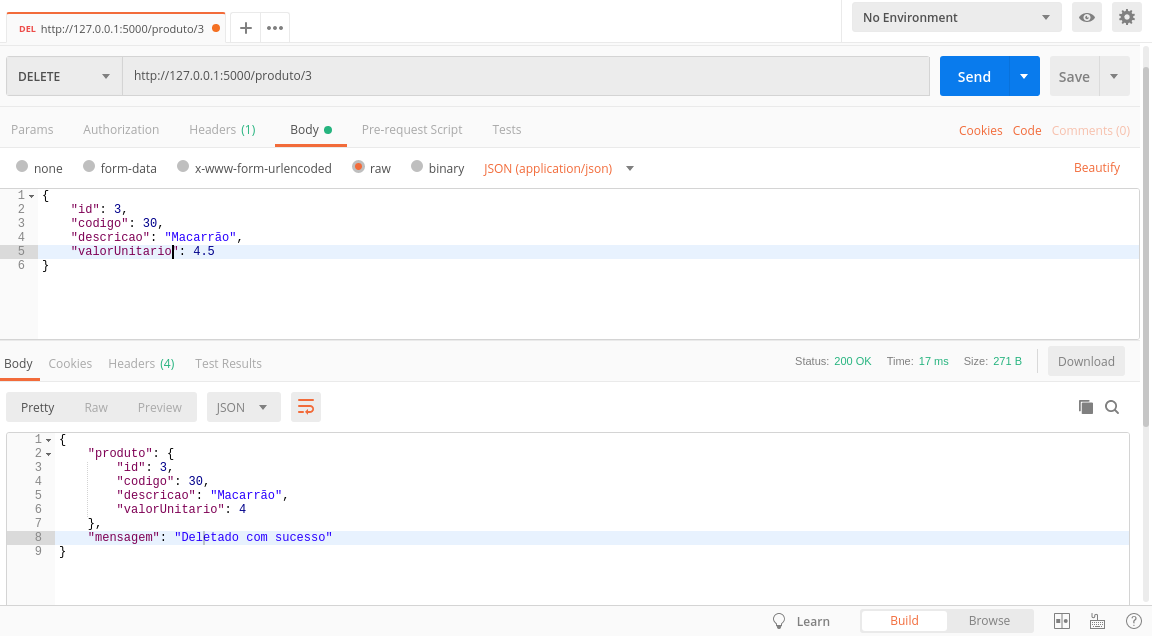 DEL http://127.0.0.1:5000/produto/3
No Environment
DELETE http://127.0.0.1:5000/produto/3 Send Save
Params Authorization Headers (1) Body Pre-request Script Tests Cookies Code Comments (0)
none form-data x-www-form-urlencoded raw binary JSON (application/json) Beautify
1 {
2 "id": 3,
3 "codigo": 30,
4 "descricao": "Macarrão",
5 "valorUnitario": 4.5
6 }
Body Cookies Headers (4) Test Results Status: 200 OK Time: 17 ms Size: 271 B Download
Pretty Raw Preview JSON
1 {
2 "produto": {
3 "id": 3,
4 "codigo": 30,
5 "descricao": "Macarrão",
6 "valorUnitario": 4
7 },
8 "mensagem": "Deletado com sucesso"
9 }
Learn Build Browse